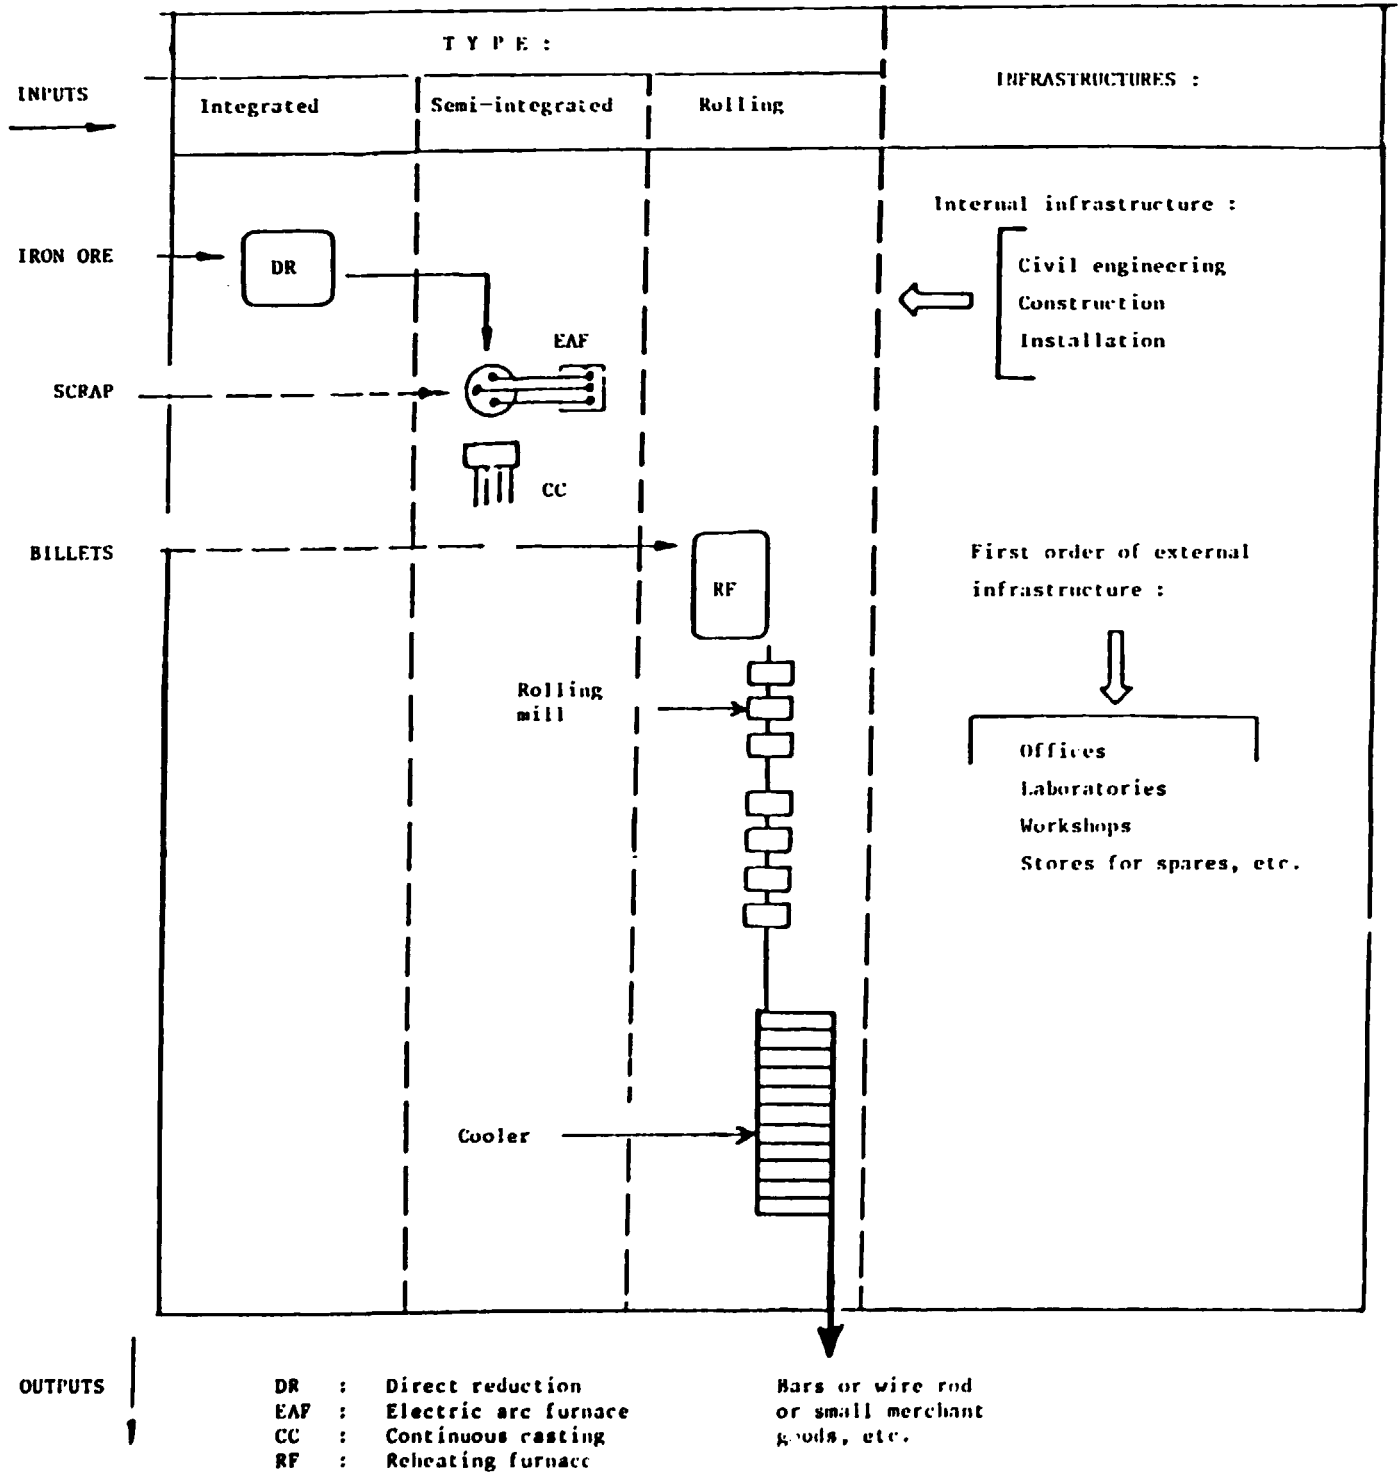 T Y P E :
INPUTS
Integrated
Semi-integrated
Rolling
INFRASTRUCTURES :
Internal infrastructure :
IRON ORE
DR
Civil engineering
Construction
Installation
EAF
SCRAP
CC
BILLETS
RF
First order of external
infrastructure :
Rolling
mill
Offices
Laboratories
Workshops
Stores for spares, etc.
Cooler
OUTPUTS
DR : Direct reduction
EAF : Electric arc furnace
CC : Continuous casting
RF : Reheating furnace
Bars or wire rod
or small merchant
goods, etc.